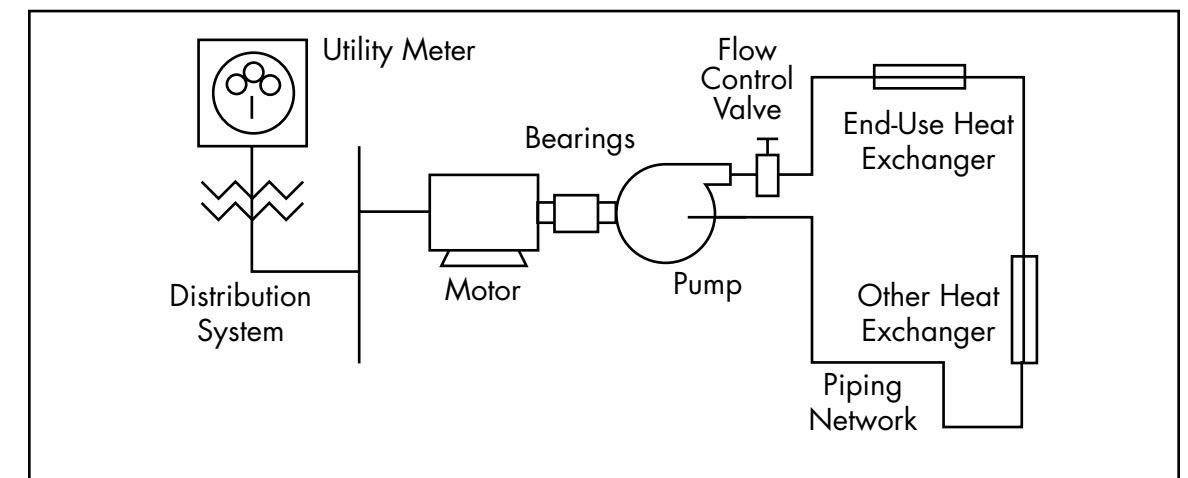 Utility Meter
Flow
Control
Valve
Bearings
End-Use Heat
Exchanger
Distribution
System
Motor
Pump
Other Heat
Exchanger
Piping
Network